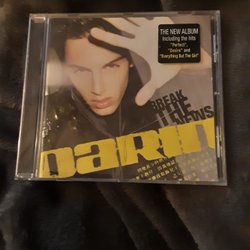 THE NEW ALBUM
Including the hits
"Perfect",
"Desire" and
"Everything But The Girl"
BREAK
THE
NEWS
DARIN